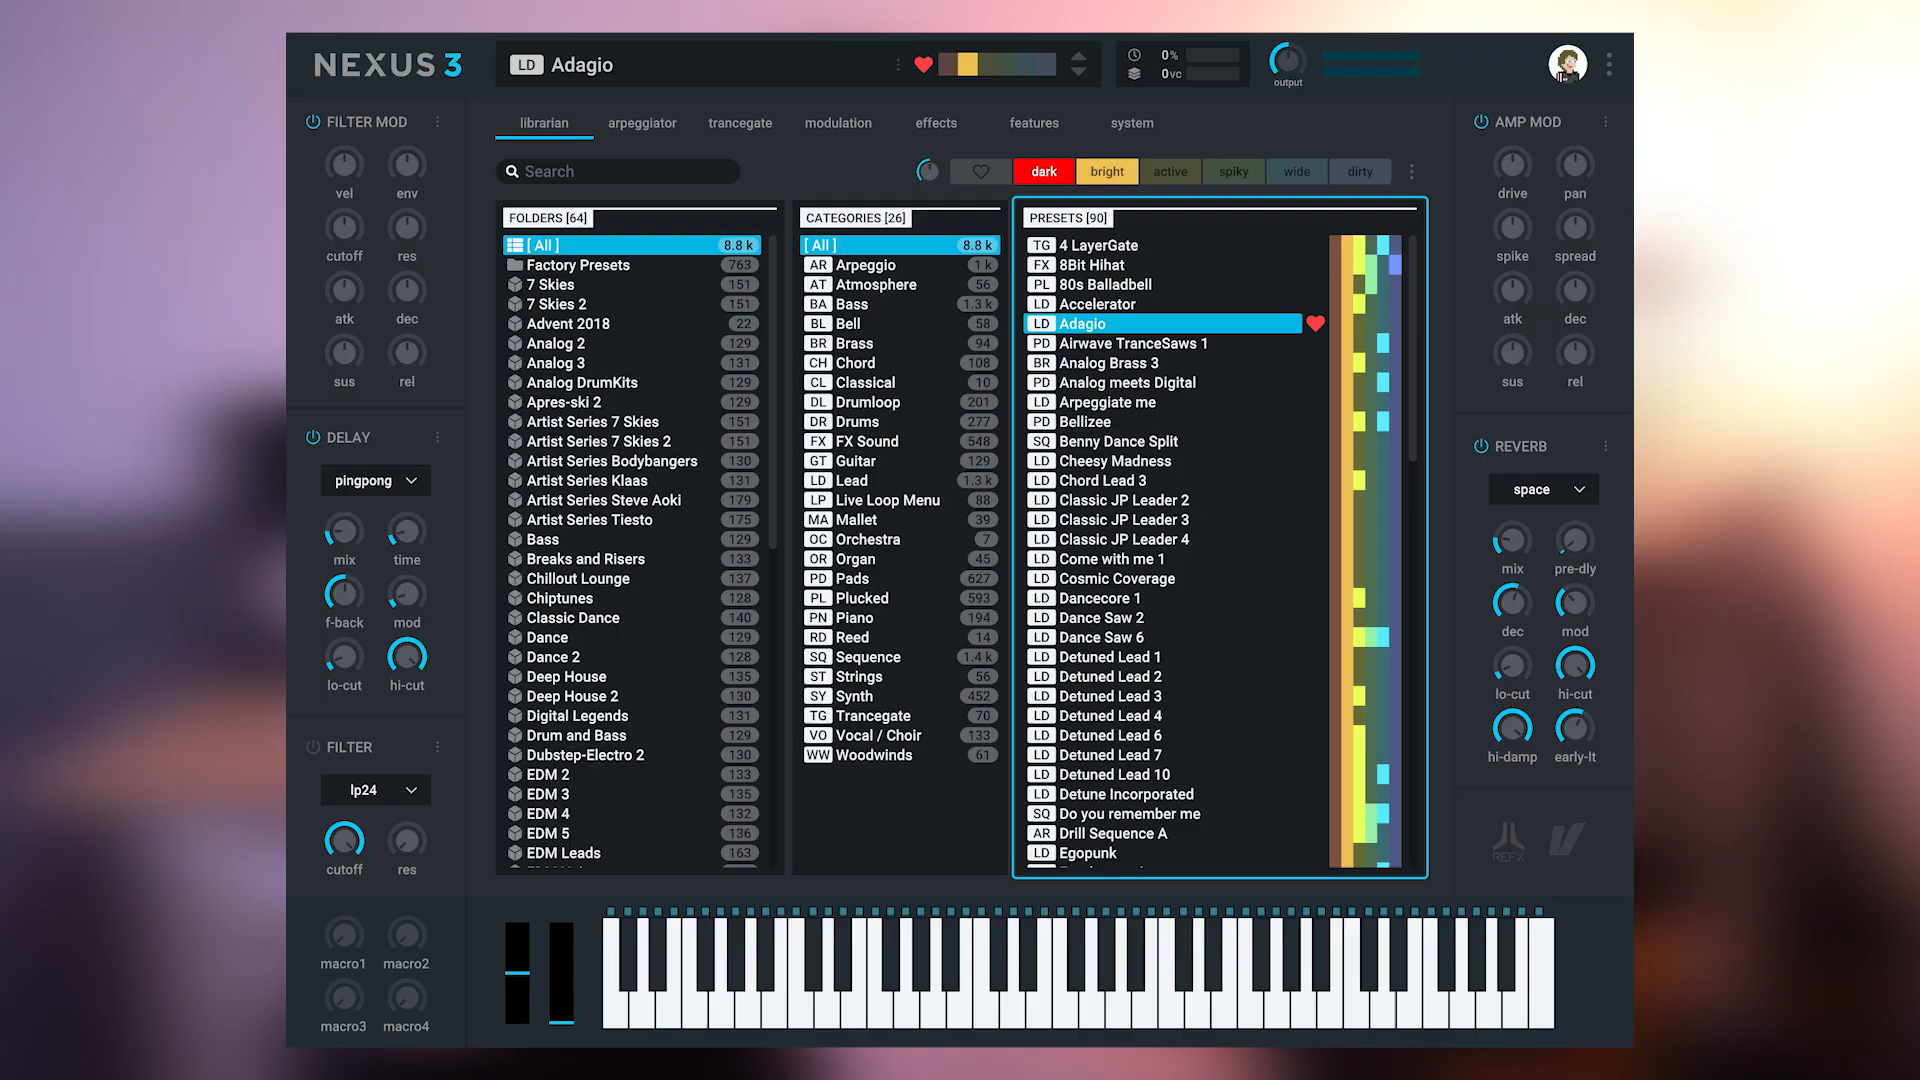 NEXUS 3
LD Adagio
0%
0vc
output
FILTER MOD
vel env
cutoff res
atk dec
sus rel
DELAY
pingpong
mix time
f-back mod
lo-cut hi-cut
FILTER
lp24
cutoff res
macro1 macro2
macro3 macro4
librarian arpeggiator trancegate modulation effects features system
Search
dark bright active spiky wide dirty
FOLDERS [64]
[ All ] 8.8 k
Factory Presets 763
7 Skies 151
7 Skies 2 151
Advent 2018 22
Analog 2 129
Analog 3 131
Analog DrumKits 129
Apres-ski 2 129
Artist Series 7 Skies 151
Artist Series 7 Skies 2 151
Artist Series Bodybangers 130
Artist Series Klaas 131
Artist Series Steve Aoki 179
Artist Series Tiesto 175
Bass 129
Breaks and Risers 133
Chillout Lounge 137
Chiptunes 128
Classic Dance 140
Dance 129
Dance 2 128
Deep House 135
Deep House 2 130
Digital Legends 131
Drum and Bass 129
Dubstep-Electro 2 130
EDM 2 133
EDM 3 135
EDM 4 132
EDM 5 136
EDM Leads 163
CATEGORIES [26]
[ All ] 8.8 k
AR Arpeggio 1 k
AT Atmosphere 56
BA Bass 1.3 k
BL Bell 58
BR Brass 94
CH Chord 108
CL Classical 10
DL Drumloop 201
DR Drums 277
FX FX Sound 548
GT Guitar 129
LD Lead 1.3 k
LP Live Loop Menu 88
MA Mallet 39
OC Orchestra 7
OR Organ 45
PD Pads 627
PL Plucked 593
PN Piano 194
RD Reed 14
SQ Sequence 1.4 k
ST Strings 56
SY Synth 452
TG Trancegate 70
VO Vocal / Choir 133
WW Woodwinds 61
PRESETS [90]
TG 4 LayerGate
FX 8Bit Hihat
PL 80s Balladbell
LD Accelerator
LD Adagio
PD Airwave TranceSaws 1
BR Analog Brass 3
PD Analog meets Digital
LD Arpeggiate me
PD Bellizee
SQ Benny Dance Split
LD Cheesy Madness
LD Chord Lead 3
LD Classic JP Leader 2
LD Classic JP Leader 3
LD Classic JP Leader 4
LD Come with me 1
LD Cosmic Coverage
LD Dancecore 1
LD Dance Saw 2
LD Dance Saw 6
LD Detuned Lead 1
LD Detuned Lead 2
LD Detuned Lead 3
LD Detuned Lead 4
LD Detuned Lead 6
LD Detuned Lead 7
LD Detuned Lead 10
LD Detune Incorporated
SQ Do you remember me
AR Drill Sequence A
LD Egopunk
AMP MOD
drive pan
spike spread
atk dec
sus rel
REVERB
space
mix pre-dly
dec mod
lo-cut hi-cut
hi-damp early-lt
REFX